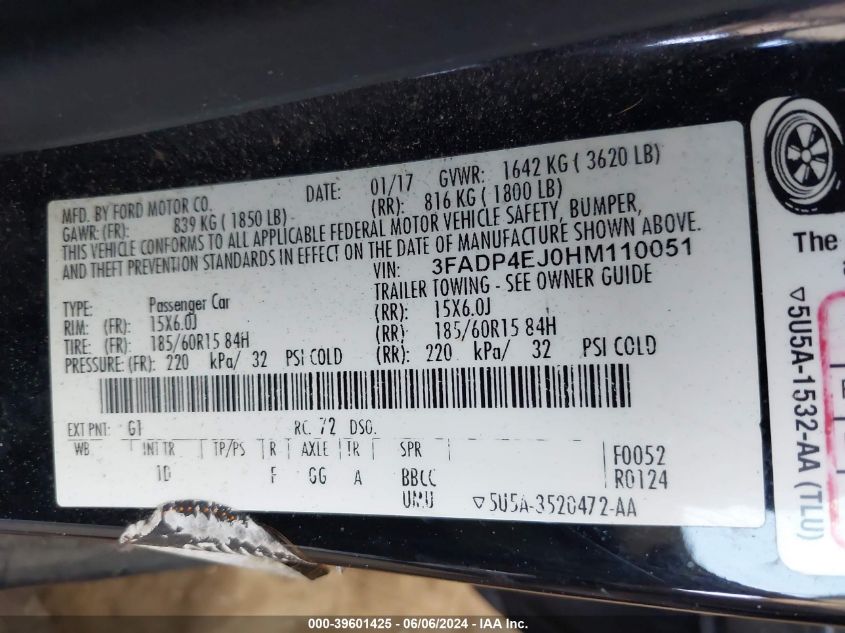 MFD. BY FORD MOTOR CO. DATE: 01/17 GVWR: 1642 KG ( 3620 LB)
GAWR: (FR): 839 KG ( 1850 LB) (RR): 816 KG ( 1800 LB)
THIS VEHICLE CONFORMS TO ALL APPLICABLE FEDERAL MOTOR VEHICLE SAFETY, BUMPER,
AND THEFT PREVENTION STANDARDS IN EFFECT ON THE DATE OF MANUFACTURE SHOWN ABOVE.
VIN: 3FADP4EJ0HM110051
TYPE: Passenger Car TRAILER TOWING - SEE OWNER GUIDE
RIM: (FR): 15X6.0J (RR): 15X6.0J
TIRE: (FR): 185/60R15 84H (RR) 185/60R15 84H
PRESSURE: (FR): 220 kPa/ 32 PSI COLD (RR): 220 kPa/ 32 PSI COLD
EXT PNT: G1 RC. 72 DSO.
WB INT TR TP/PS R AXLE TR SPR F0052
1D F GG A BBCC R0124
UMU ▽5U5A-3520472-AA
The
▽5U5A-1532-AA (TLU)
000-39601425 - 06/06/2024 - IAA Inc.